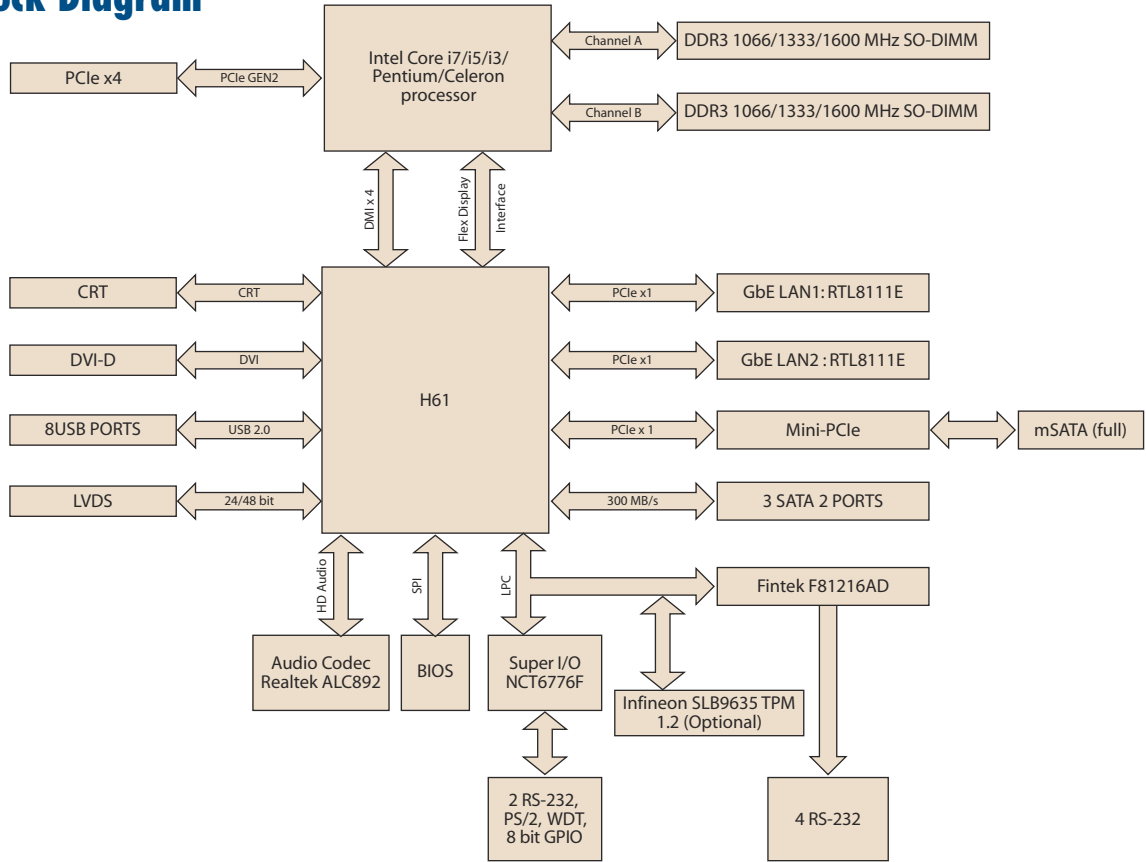 ock Diagram
Intel Core i7/i5/i3/
Pentium/Celeron
processor
PCIe x4
PCIe GEN2
Channel A
DDR3 1066/1333/1600 MHz SO-DIMM
Channel B
DDR3 1066/1333/1600 MHz SO-DIMM
DMI x 4
Flex Display
Interface
CRT
CRT
PCIe x1
GbE LAN1: RTL8111E
DVI-D
DVI
PCIe x1
GbE LAN2 : RTL8111E
H61
8USB PORTS
USB 2.0
PCIe x 1
Mini-PCIe
mSATA (full)
LVDS
24/48 bit
300 MB/s
3 SATA 2 PORTS
HD Audio
SPI
LPC
Fintek F81216AD
Audio Codec
Realtek ALC892
BIOS
Super I/O
NCT6776F
Infineon SLB9635 TPM
1.2 (Optional)
2 RS-232,
PS/2, WDT,
8 bit GPIO
4 RS-232